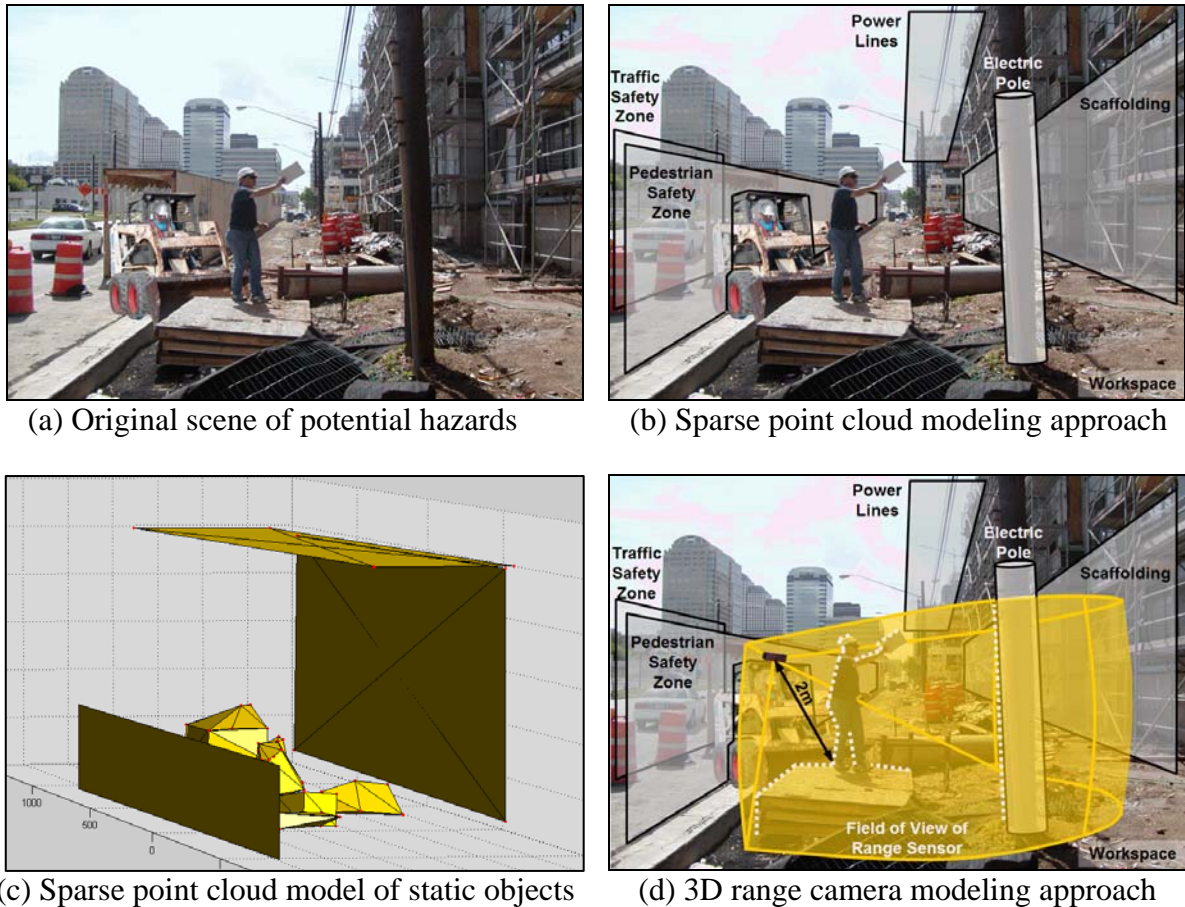 (a) Original scene of potential hazards
Power
Lines
Traffic
Safety
Zone
Electric
Pole
Scaffolding
Pedestrian
Safety
Zone
Workspace
(b) Sparse point cloud modeling approach
1000
500
0
(c) Sparse point cloud model of static objects
Power
Lines
Traffic
Safety
Zone
Electric
Pole
Scaffolding
Pedestrian
Safety
Zone
2m
Field of View of
Range Sensor
Workspace
(d) 3D range camera modeling approach